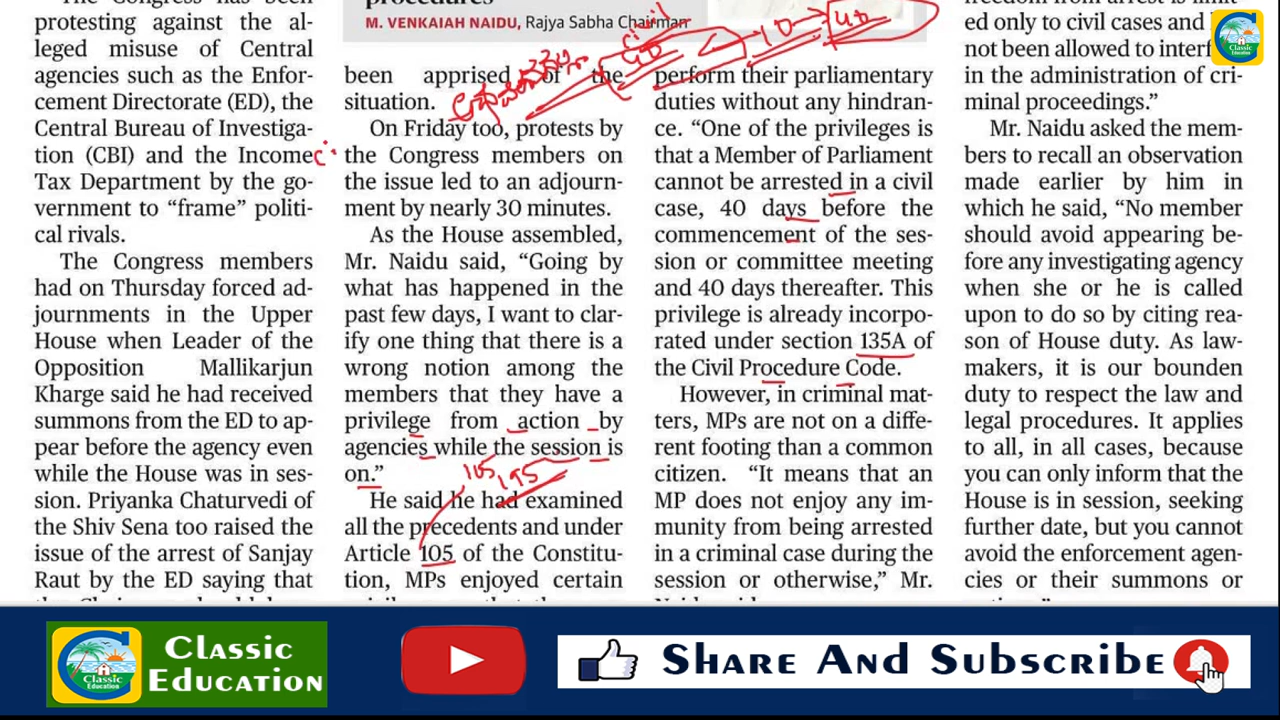 The Congress has been
protesting against the al-
leged misuse of Central
agencies such as the Enfor-
cement Directorate (ED), the
Central Bureau of Investiga-
tion (CBI) and the Income
Tax Department by the go-
vernment to “frame” politi-
cal rivals.
The Congress members
had on Thursday forced ad-
journments in the Upper
House when Leader of the
Opposition Mallikarjun
Kharge said he had received
summons from the ED to ap-
pear before the agency even
while the House was in ses-
sion. Priyanka Chaturvedi of
the Shiv Sena too raised the
issue of the arrest of Sanjay
Raut by the ED saying that
procedures
M. VENKAIAH NAIDU, Rajya Sabha Chairman
been apprised of the
situation.
On Friday too, protests by
the Congress members on
the issue led to an adjourn-
ment by nearly 30 minutes.
As the House assembled,
Mr. Naidu said, “Going by
what has happened in the
past few days, I want to clar-
ify one thing that there is a
wrong notion among the
members that they have a
privilege from action by
agencies while the session is
on.”
105, 195
He said he had examined
all the precedents and under
Article 105 of the Constitu-
tion, MPs enjoyed certain
civil
40
10
40
perform their parliamentary
duties without any hindran-
ce. “One of the privileges is
that a Member of Parliament
cannot be arrested in a civil
case, 40 days before the
commencement of the ses-
sion or committee meeting
and 40 days thereafter. This
privilege is already incorpo-
rated under section 135A of
the Civil Procedure Code.
However, in criminal mat-
ters, MPs are not on a diffe-
rent footing than a common
citizen. “It means that an
MP does not enjoy any im-
munity from being arrested
in a criminal case during the
session or otherwise,” Mr.
freedom from arrest is limit-
ed only to civil cases and
not been allowed to
in the administration of cri-
minal proceedings.”
Mr. Naidu asked the mem-
bers to recall an observation
made earlier by him in
which he said, “No member
should avoid appearing be-
fore any investigating agency
when she or he is called
upon to do so by citing rea-
son of House duty. As law-
makers, it is our bounden
duty to respect the law and
legal procedures. It applies
to all, in all cases, because
you can only inform that the
House is in session, seeking
further date, but you cannot
avoid the enforcement agen-
cies or their summons or
Classic
Education
Classic
Education
Classic
Education
Share And Subscribe